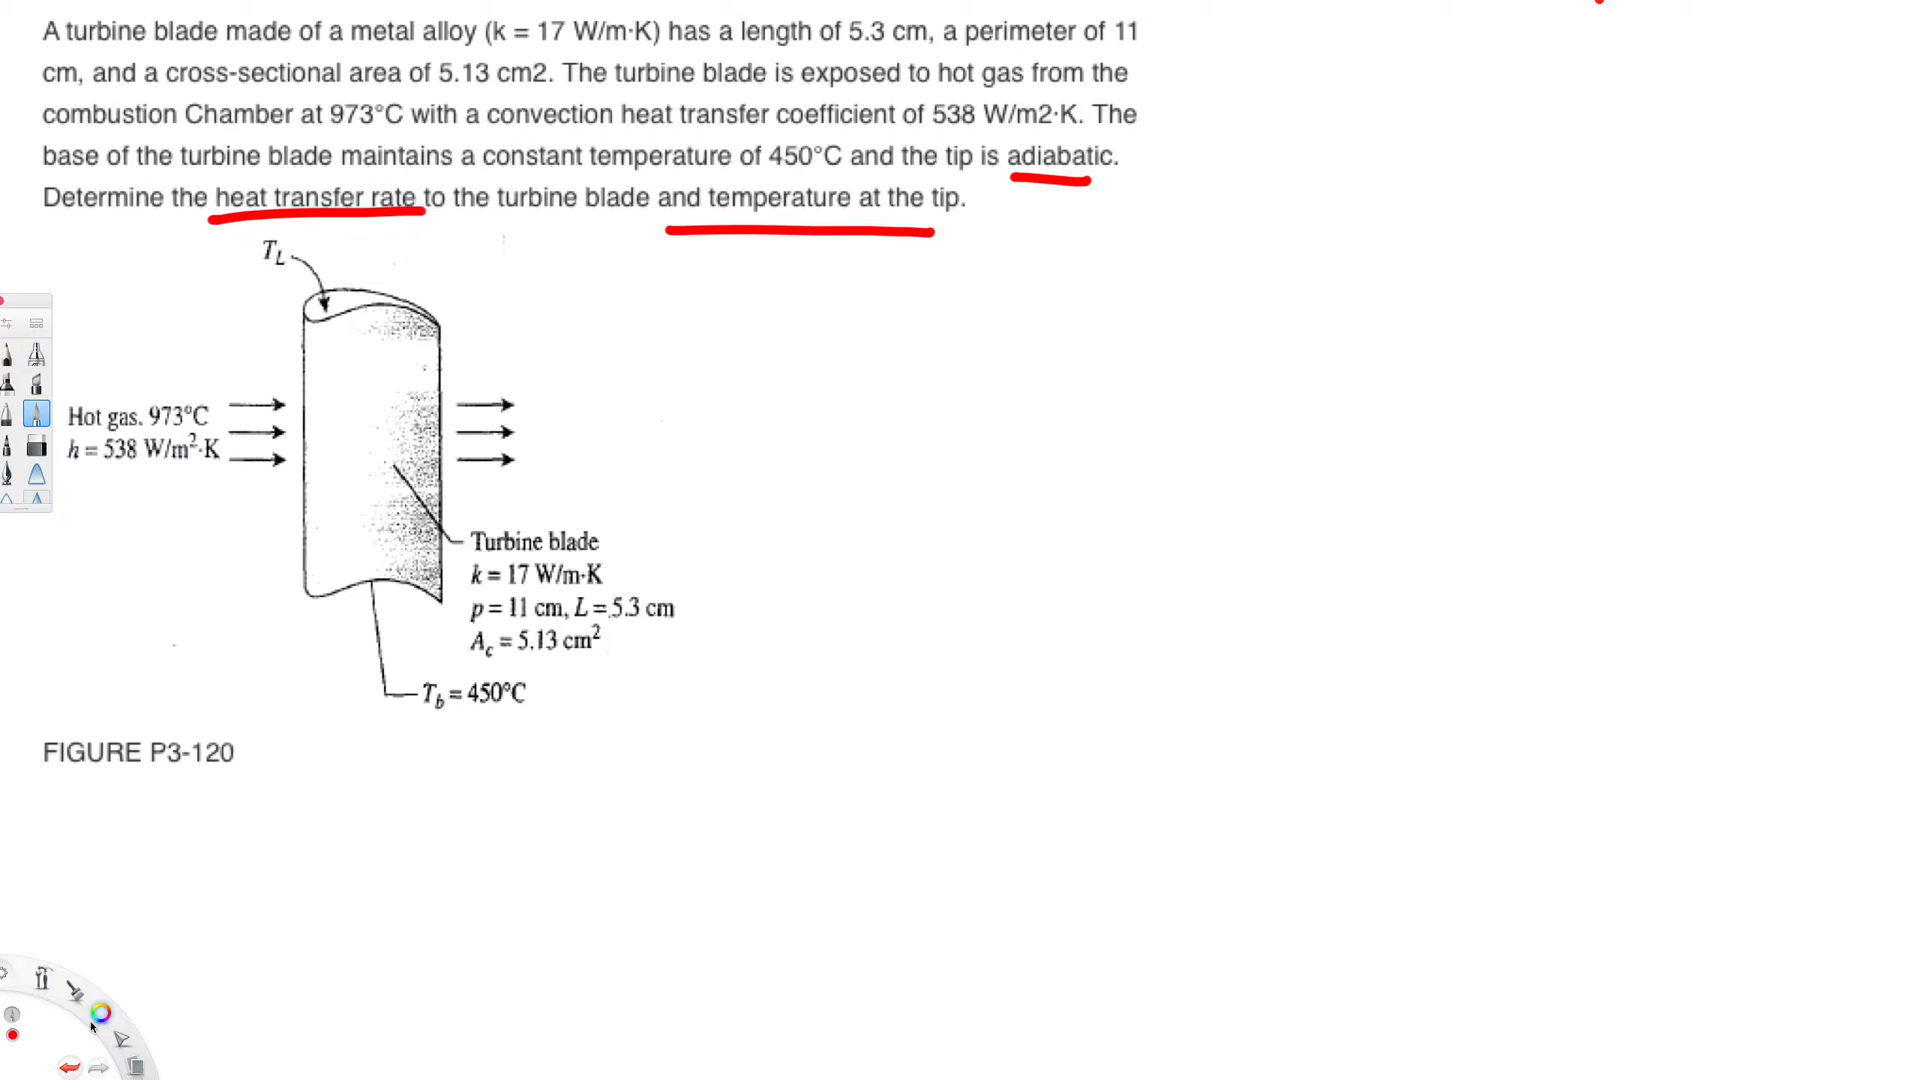 A turbine blade made of a metal alloy (k = 17 W/m·K) has a length of 5.3 cm, a perimeter of 11
cm, and a cross-sectional area of 5.13 cm2. The turbine blade is exposed to hot gas from the
combustion Chamber at 973°C with a convection heat transfer coefficient of 538 W/m2·K. The
base of the turbine blade maintains a constant temperature of 450°C and the tip is adiabatic.
Determine the heat transfer rate to the turbine blade and temperature at the tip.
T_L
Hot gas. 973°C
h = 538 W/m²·K
Turbine blade
k = 17 W/m·K
p = 11 cm, L = 5.3 cm
A_c = 5.13 cm²
T_b = 450°C
FIGURE P3-120